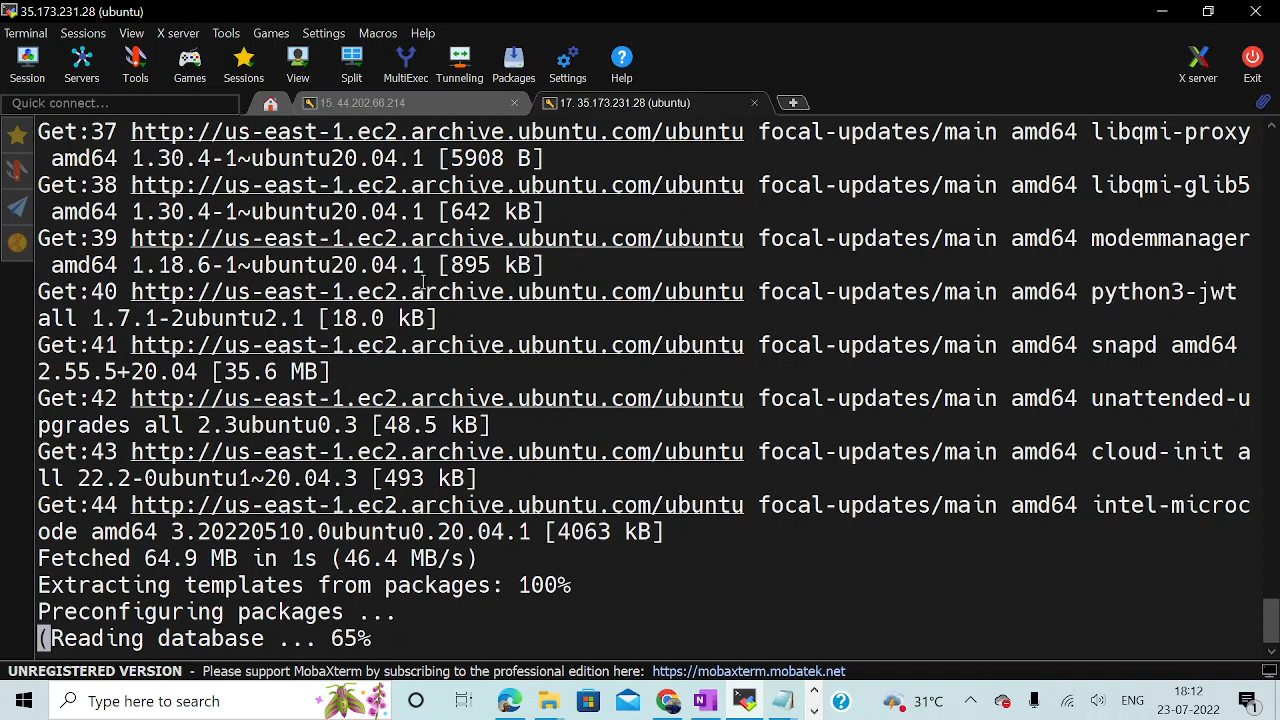 35.173.231.28 (ubuntu)
Terminal Sessions View X server Tools Games Settings Macros Help
Session Servers Tools Games Sessions View Split MultiExec Tunneling Packages Settings Help X server Exit
Quick connect... 15. 44.202.66.214 17. 35.173.231.28 (ubuntu)
Get:37 http://us-east-1.ec2.archive.ubuntu.com/ubuntu focal-updates/main amd64 libqmi-proxy
amd64 1.30.4-1~ubuntu20.04.1 [5908 B]
Get:38 http://us-east-1.ec2.archive.ubuntu.com/ubuntu focal-updates/main amd64 libqmi-glib5
amd64 1.30.4-1~ubuntu20.04.1 [642 kB]
Get:39 http://us-east-1.ec2.archive.ubuntu.com/ubuntu focal-updates/main amd64 modemmanager
amd64 1.18.6-1~ubuntu20.04.1 [895 kB]
Get:40 http://us-east-1.ec2.archive.ubuntu.com/ubuntu focal-updates/main amd64 python3-jwt
all 1.7.1-2ubuntu2.1 [18.0 kB]
Get:41 http://us-east-1.ec2.archive.ubuntu.com/ubuntu focal-updates/main amd64 snapd amd64
2.55.5+20.04 [35.6 MB]
Get:42 http://us-east-1.ec2.archive.ubuntu.com/ubuntu focal-updates/main amd64 unattended-u
pgrades all 2.3ubuntu0.3 [48.5 kB]
Get:43 http://us-east-1.ec2.archive.ubuntu.com/ubuntu focal-updates/main amd64 cloud-init a
ll 22.2-0ubuntu1~20.04.3 [493 kB]
Get:44 http://us-east-1.ec2.archive.ubuntu.com/ubuntu focal-updates/main amd64 intel-microc
ode amd64 3.20220510.0ubuntu0.20.04.1 [4063 kB]
Fetched 64.9 MB in 1s (46.4 MB/s)
Extracting templates from packages: 100%
Preconfiguring packages ...
(Reading database ... 65%
UNREGISTERED VERSION - Please support MobaXterm by subscribing to the professional edition here: https://mobaxterm.mobatek.net
Type here to search 31°C ENG 18:12
23-07-2022 1